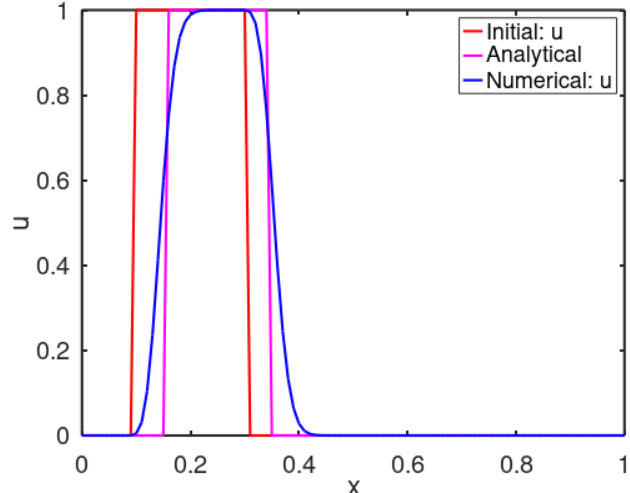 1
Initial: u
Analytical
Numerical: u
0.8
0.6
u
0.4
0.2
0
0 0.2 0.4 0.6 0.8 1
x